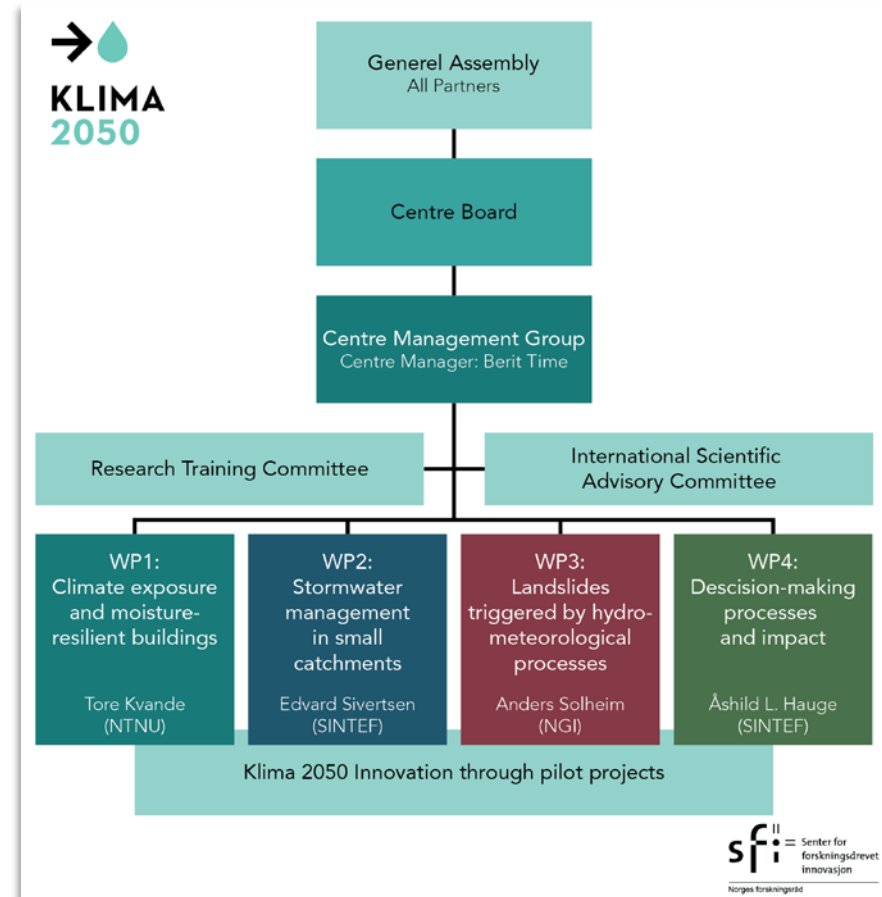 KLIMA
2050
Generel Assembly
All Partners
Centre Board
Centre Management Group
Centre Manager: Berit Time
Research Training Committee
International Scientific
Advisory Committee
WP1:
Climate exposure
and moisture-
resilient buildings
Tore Kvande
(NTNU)
WP2:
Stormwater
management
in small
catchments
Edvard Sivertsen
(SINTEF)
WP3:
Landslides
triggered by hydro-
meteorological
processes
Anders Solheim
(NGI)
WP4:
Descision-making
processes
and impact
Åshild L. Hauge
(SINTEF)
Klima 2050 Innovation through pilot projects
sfi
Senter for
forskningsdrevet
innovasjon
Norges forskningsråd